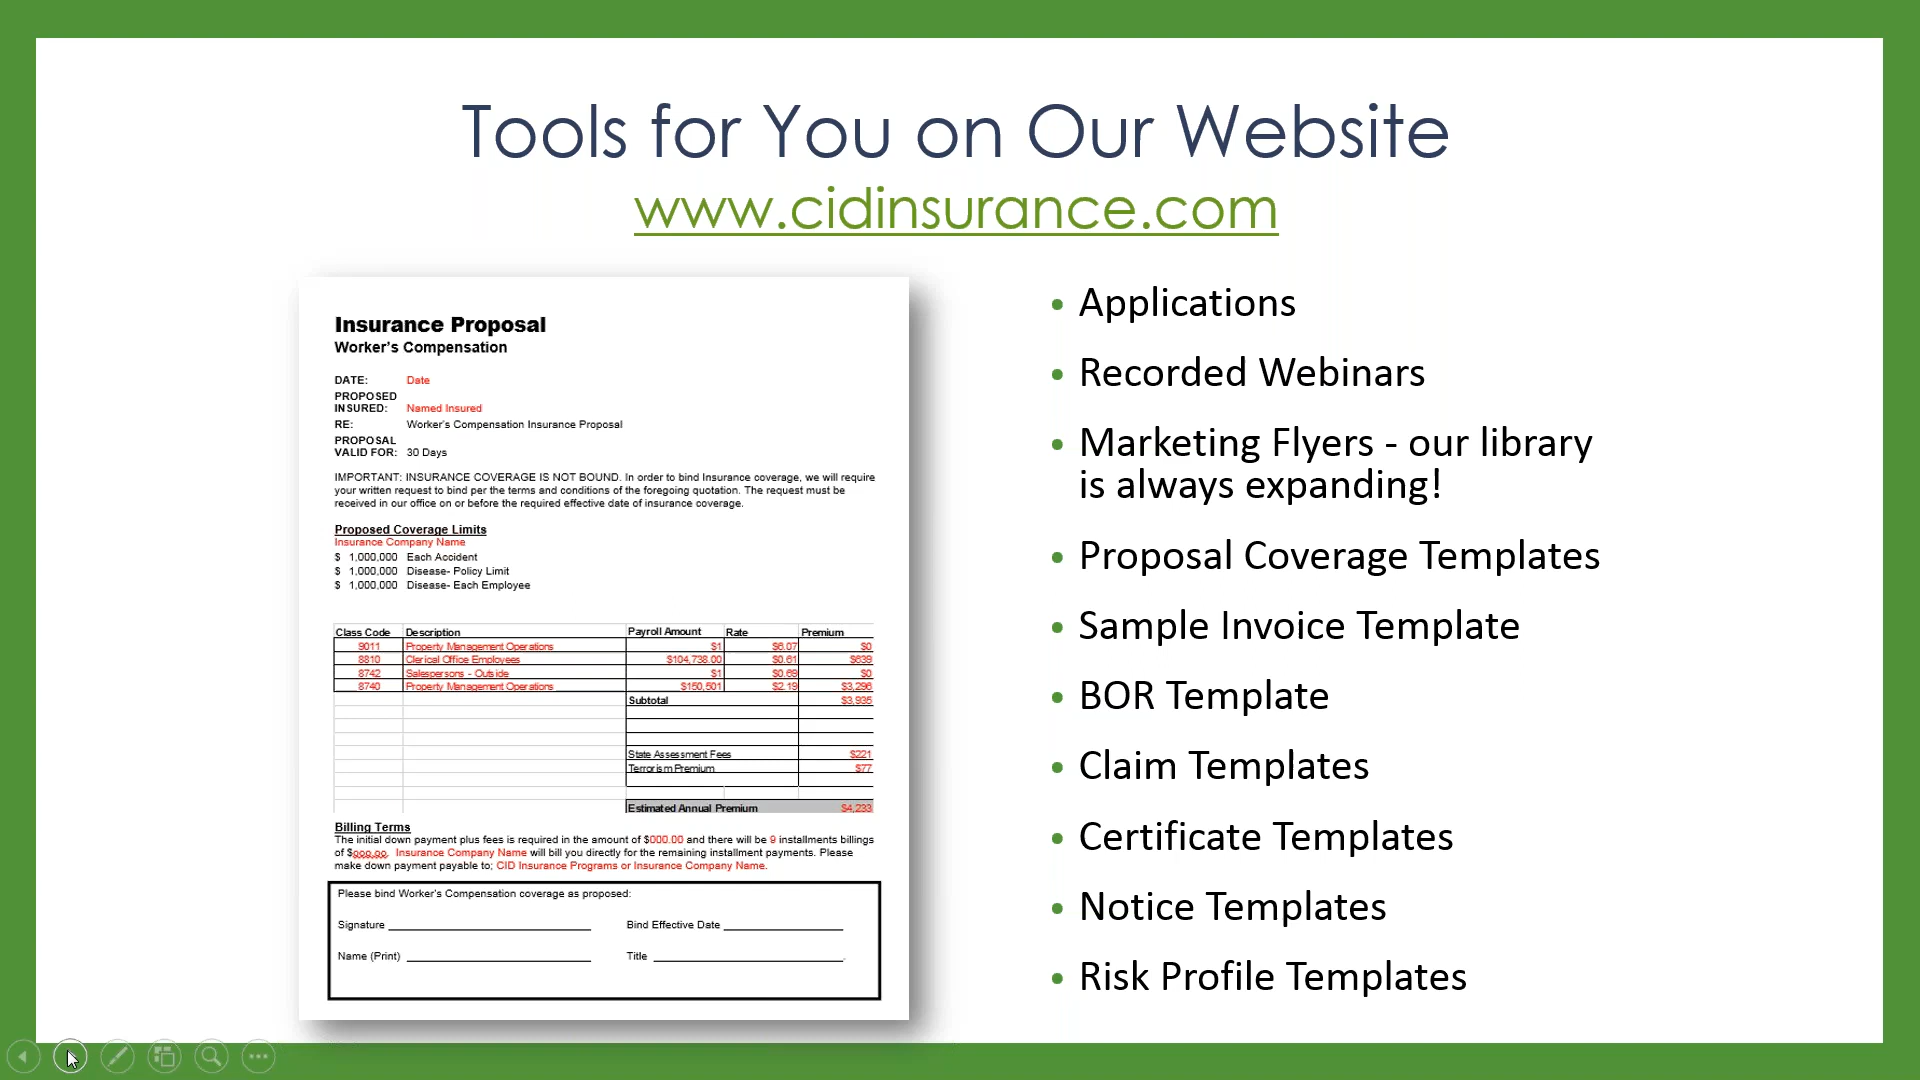 Tools for You on Our Website
www.cidinsurance.com
Insurance Proposal
Worker's Compensation
DATE: Date
PROPOSED
INSURED: Named Insured
RE: Worker's Compensation Insurance Proposal
PROPOSAL
VALID FOR: 30 Days
IMPORTANT: INSURANCE COVERAGE IS NOT BOUND. In order to bind Insurance coverage, we will require
your written request to bind per the terms and conditions of the foregoing quotation. The request must be
received in our office on or before the required effective date of insurance coverage.
Proposed Coverage Limits
Insurance Company Name
$ 1,000,000 Each Accident
$ 1,000,000 Disease- Policy Limit
$ 1,000,000 Disease- Each Employee
Class Code Description Payroll Amount Rate Premium
9011 Property Management Operations $1 $6.07 $0
8810 Clerical Office Employees $104,738.00 $0.61 $639
8742 Salespersons - Outside $1 $0.69 $0
8740 Property Management Operations $150,501 $2.19 $3,296
Subtotal $3,935
State Assessment Fees $221
Terrorism Premium $77
Estimated Annual Premium $4,233
Billing Terms
The initial down payment plus fees is required in the amount of $000.00 and there will be 9 installments billings
of $000.00. Insurance Company Name will bill you directly for the remaining installment payments. Please
make down payment payable to; CID Insurance Programs or Insurance Company Name.
Please bind Worker's Compensation coverage as proposed:
Signature Bind Effective Date
Name (Print) Title
• Applications
• Recorded Webinars
• Marketing Flyers - our library
is always expanding!
• Proposal Coverage Templates
• Sample Invoice Template
• BOR Template
• Claim Templates
• Certificate Templates
• Notice Templates
• Risk Profile Templates